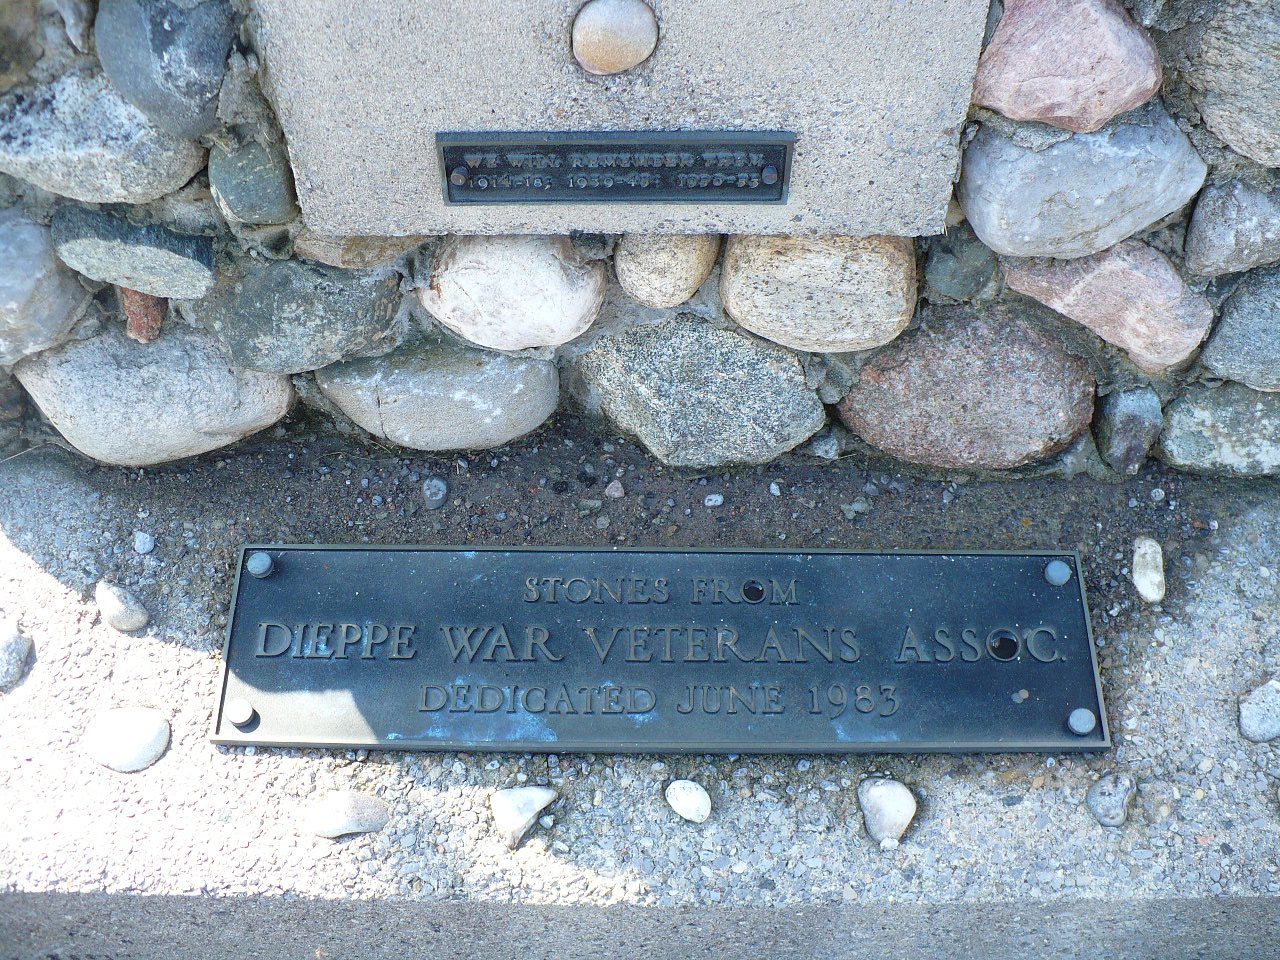 WE WILL REMEMBER THEM
1914-18, 1939-45, 1950-53
STONES FROM
DIEPPE WAR VETERANS ASSOC.
DEDICATED JUNE 1983